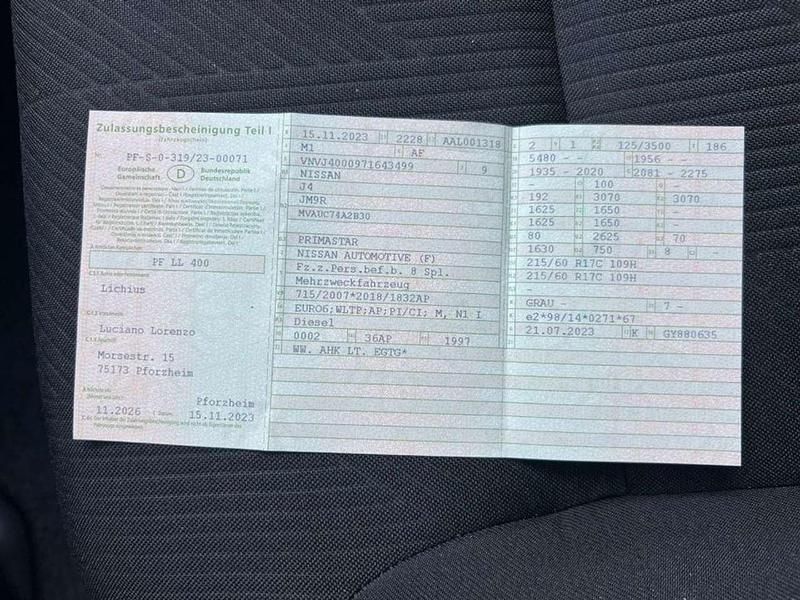 Zulassungsbescheinigung Teil I
(Fahrzeugschein)
Nr. PF-S-0-319/23-00071
Europäische Gemeinschaft D Bundesrepublik Deutschland
PF LL 400
Lichius
Luciano Lorenzo
Morsestr. 15
75173 Pforzheim
Pforzheim
11.2026 15.11.2023
15.11.2023 2228 AAL001318
M1 AF
VNVJ4000971643499 9
NISSAN
J4
JM9R
MVAUC74A2B30
PRIMASTAR
NISSAN AUTOMOTIVE (F)
Fz.z.Pers.bef.b. 8 Spl.
Mehrzweckfahrzeug
715/2007*2018/1832AP
EURO6;WLTP;AP;PI/CI; M, N1 I
Diesel
0002 36AP 1997
WW. AHK LT. EGTG*
2 1 125/3500 186
5480 - - 1956 -
1935 - 2020 2081 - 2275
- 100 -
192 3070 3070
1625 1650 -
1625 1650 -
80 2625 70
1630 750 8 -
215/60 R17C 109H
215/60 R17C 109H
-
GRAU - 7 -
e2*98/14*0271*67
21.07.2023 K GY880635